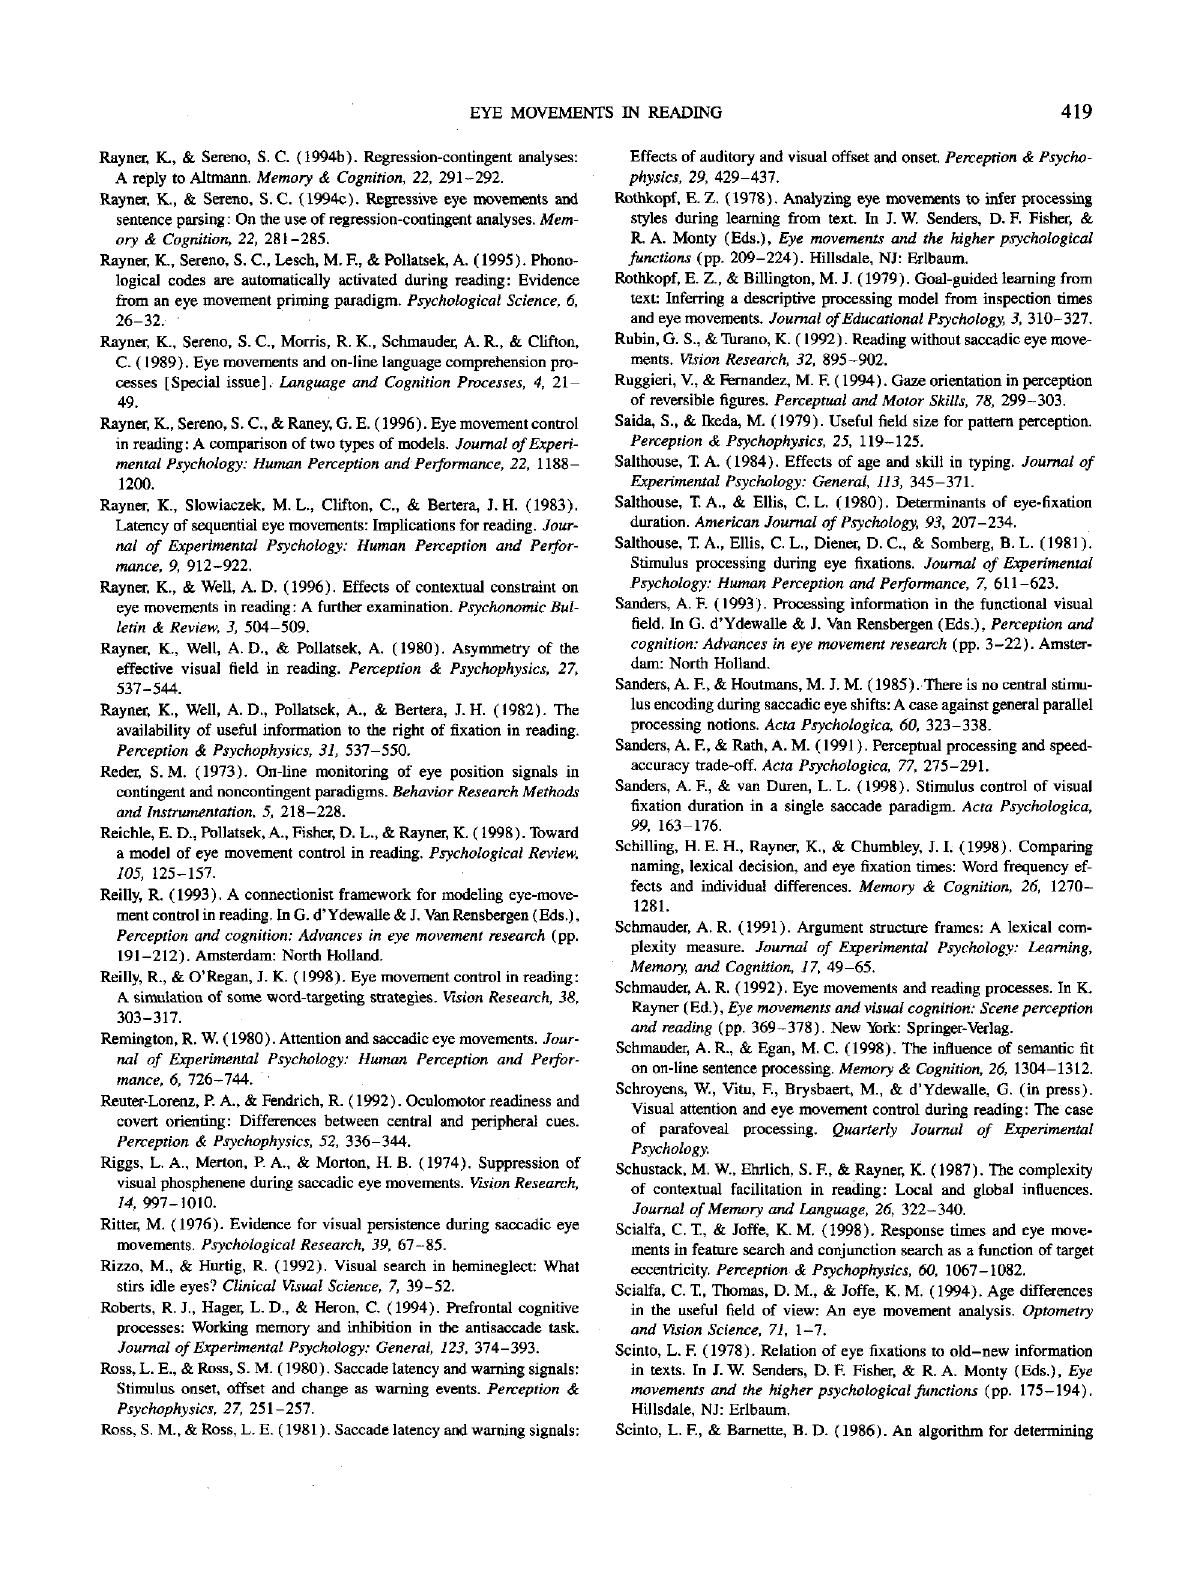 EYE MOVEMENTS IN READING
419
Rayner, K., & Sereno, S. C. (1994b). Regression-contingent analyses:
A reply to Altmann. Memory & Cognition, 22, 291–292.
Rayner, K., & Sereno, S. C. (1994c). Regressive eye movements and
sentence parsing: On the use of regression-contingent analyses. Mem-
ory & Cognition, 22, 281–285.
Rayner, K., Sereno, S. C., Lesch, M. F., & Pollatsek, A. (1995). Phono-
logical codes are automatically activated during reading: Evidence
from an eye movement priming paradigm. Psychological Science, 6,
26–32.
Rayner, K., Sereno, S. C., Morris, R. K., Schmauder, A. R., & Clifton,
C. (1989). Eye movements and on-line language comprehension pro-
cesses [Special issue]. Language and Cognition Processes, 4, 21–
49.
Rayner, K., Sereno, S. C., & Raney, G. E. (1996). Eye movement control
in reading: A comparison of two types of models. Journal of Experi-
mental Psychology: Human Perception and Performance, 22, 1188–
1200.
Rayner, K., Slowiaczek, M. L., Clifton, C., & Bertera, J. H. (1983).
Latency of sequential eye movements: Implications for reading. Jour-
nal of Experimental Psychology: Human Perception and Perfor-
mance, 9, 912–922.
Rayner, K., & Well, A. D. (1996). Effects of contextual constraint on
eye movements in reading: A further examination. Psychonomic Bul-
letin & Review, 3, 504–509.
Rayner, K., Well, A. D., & Pollatsek, A. (1980). Asymmetry of the
effective visual field in reading. Perception & Psychophysics, 27,
537–544.
Rayner, K., Well, A. D., Pollatsek, A., & Bertera, J. H. (1982). The
availability of useful information to the right of fixation in reading.
Perception & Psychophysics, 31, 537–550.
Reder, S. M. (1973). On-line monitoring of eye position signals in
contingent and noncontingent paradigms. Behavior Research Methods
and Instrumentation, 5, 218–228.
Reichle, E. D., Pollatsek, A., Fisher, D. L., & Rayner, K. (1998). Toward
a model of eye movement control in reading. Psychological Review,
105, 125–157.
Reilly, R. (1993). A connectionist framework for modeling eye-move-
ment control in reading. In G. d'Ydewalle & J. Van Rensbergen (Eds.),
Perception and cognition: Advances in eye movement research (pp.
191–212). Amsterdam: North Holland.
Reilly, R., & O'Regan, J. K. (1998). Eye movement control in reading:
A simulation of some word-targeting strategies. Vision Research, 38,
303–317.
Remington, R. W. (1980). Attention and saccadic eye movements. Jour-
nal of Experimental Psychology: Human Perception and Perfor-
mance, 6, 726–744.
Reuter-Lorenz, P. A., & Fendrich, R. (1992). Oculomotor readiness and
covert orienting: Differences between central and peripheral cues.
Perception & Psychophysics, 52, 336–344.
Riggs, L. A., Merton, P. A., & Morton, H. B. (1974). Suppression of
visual phosphenene during saccadic eye movements. Vision Research,
14, 997–1010.
Ritter, M. (1976). Evidence for visual persistence during saccadic eye
movements. Psychological Research, 39, 67–85.
Rizzo, M., & Hurtig, R. (1992). Visual search in hemineglect: What
stirs idle eyes? Clinical Visual Science, 7, 39–52.
Roberts, R. J., Hager, L. D., & Heron, C. (1994). Prefrontal cognitive
processes: Working memory and inhibition in the antisaccade task.
Journal of Experimental Psychology: General, 123, 374–393.
Ross, L. E., & Ross, S. M. (1980). Saccade latency and warning signals:
Stimulus onset, offset and change as warning events. Perception &
Psychophysics, 27, 251–257.
Ross, S. M., & Ross, L. E. (1981). Saccade latency and warning signals:
Effects of auditory and visual offset and onset. Perception & Psycho-
physics, 29, 429–437.
Rothkopf, E. Z. (1978). Analyzing eye movements to infer processing
styles during learning from text. In J. W. Senders, D. F. Fisher, &
R. A. Monty (Eds.), Eye movements and the higher psychological
functions (pp. 209–224). Hillsdale, NJ: Erlbaum.
Rothkopf, E. Z., & Billington, M. J. (1979). Goal-guided learning from
text: Inferring a descriptive processing model from inspection times
and eye movements. Journal of Educational Psychology, 3, 310–327.
Rubin, G. S., & Turano, K. (1992). Reading without saccadic eye move-
ments. Vision Research, 32, 895–902.
Ruggieri, V., & Fernandez, M. F. (1994). Gaze orientation in perception
of reversible figures. Perceptual and Motor Skills, 78, 299–303.
Saida, S., & Ikeda, M. (1979). Useful field size for pattern perception.
Perception & Psychophysics, 25, 119–125.
Salthouse, T. A. (1984). Effects of age and skill in typing. Journal of
Experimental Psychology: General, 113, 345–371.
Salthouse, T. A., & Ellis, C. L. (1980). Determinants of eye-fixation
duration. American Journal of Psychology, 93, 207–234.
Salthouse, T. A., Ellis, C. L., Diener, D. C., & Somberg, B. L. (1981).
Stimulus processing during eye fixations. Journal of Experimental
Psychology: Human Perception and Performance, 7, 611–623.
Sanders, A. F. (1993). Processing information in the functional visual
field. In G. d'Ydewalle & J. Van Rensbergen (Eds.), Perception and
cognition: Advances in eye movement research (pp. 3–22). Amster-
dam: North Holland.
Sanders, A. F., & Houtmans, M. J. M. (1985). There is no central stimu-
lus encoding during saccadic eye shifts: A case against general parallel
processing notions. Acta Psychologica, 60, 323–338.
Sanders, A. F., & Rath, A. M. (1991). Perceptual processing and speed-
accuracy trade-off. Acta Psychologica, 77, 275–291.
Sanders, A. F., & van Duren, L. L. (1998). Stimulus control of visual
fixation duration in a single saccade paradigm. Acta Psychologica,
99, 163–176.
Schilling, H. E. H., Rayner, K., & Chumbley, J. I. (1998). Comparing
naming, lexical decision, and eye fixation times: Word frequency ef-
fects and individual differences. Memory & Cognition, 26, 1270–
1281.
Schmauder, A. R. (1991). Argument structure frames: A lexical com-
plexity measure. Journal of Experimental Psychology: Learning,
Memory, and Cognition, 17, 49–65.
Schmauder, A. R. (1992). Eye movements and reading processes. In K.
Rayner (Ed.), Eye movements and visual cognition: Scene perception
and reading (pp. 369–378). New York: Springer-Verlag.
Schmauder, A. R., & Egan, M. C. (1998). The influence of semantic fit
on on-line sentence processing. Memory & Cognition, 26, 1304–1312.
Schroyens, W., Vitu, F., Brysbaert, M., & d'Ydewalle, G. (in press).
Visual attention and eye movement control during reading: The case
of parafoveal processing. Quarterly Journal of Experimental
Psychology.
Schustack, M. W., Ehrlich, S. F., & Rayner, K. (1987). The complexity
of contextual facilitation in reading: Local and global influences.
Journal of Memory and Language, 26, 322–340.
Scialfa, C. T., & Joffe, K. M. (1998). Response times and eye move-
ments in feature search and conjunction search as a function of target
eccentricity. Perception & Psychophysics, 60, 1067–1082.
Scialfa, C. T., Thomas, D. M., & Joffe, K. M. (1994). Age differences
in the useful field of view: An eye movement analysis. Optometry
and Vision Science, 71, 1–7.
Scinto, L. F. (1978). Relation of eye fixations to old–new information
in texts. In J. W. Senders, D. F. Fisher, & R. A. Monty (Eds.), Eye
movements and the higher psychological functions (pp. 175–194).
Hillsdale, NJ: Erlbaum.
Scinto, L. F., & Barnette, B. D. (1986). An algorithm for determining